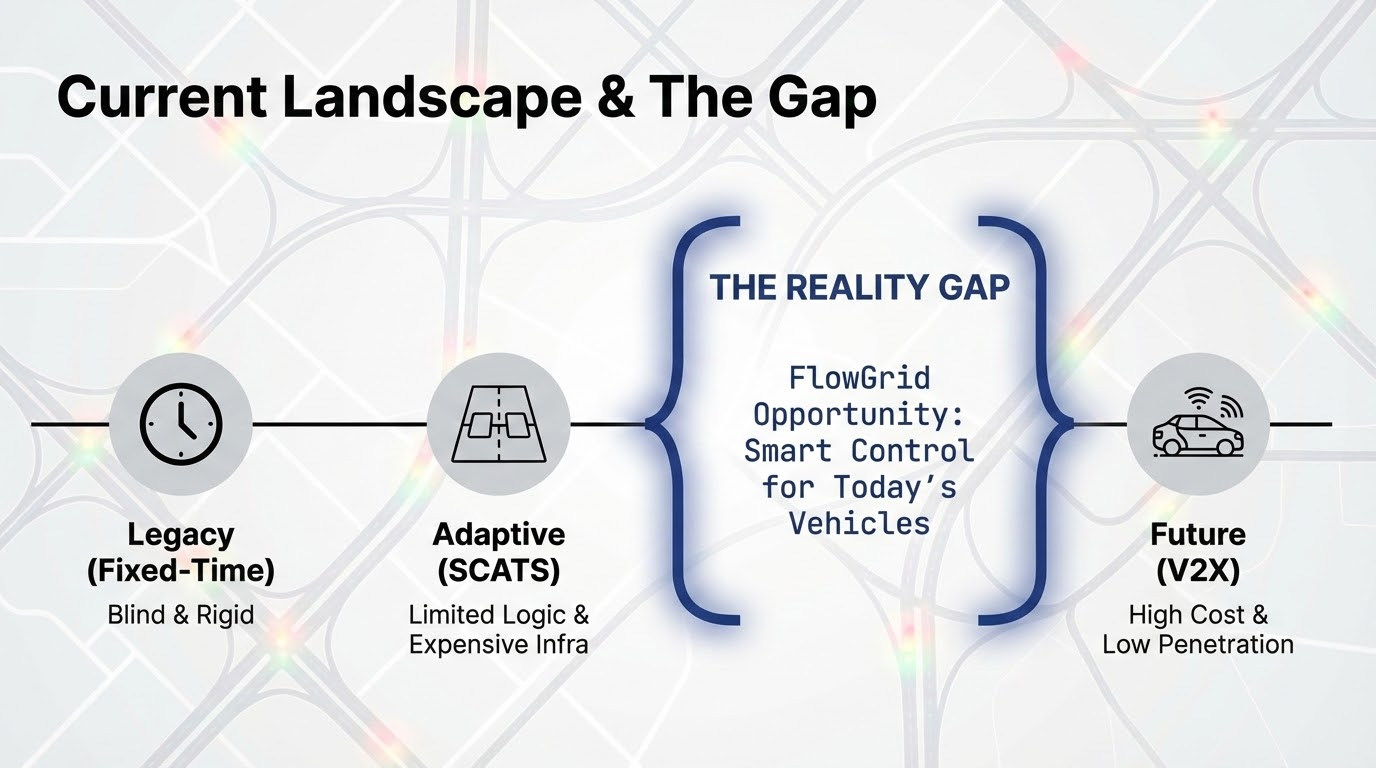 Current Landscape & The Gap
THE REALITY GAP
FlowGrid
Opportunity:
Smart Control
for Today’s
Vehicles
Legacy
(Fixed-Time)
Blind & Rigid
Adaptive
(SCATS)
Limited Logic &
Expensive Infra
Future
(V2X)
High Cost &
Low Penetration